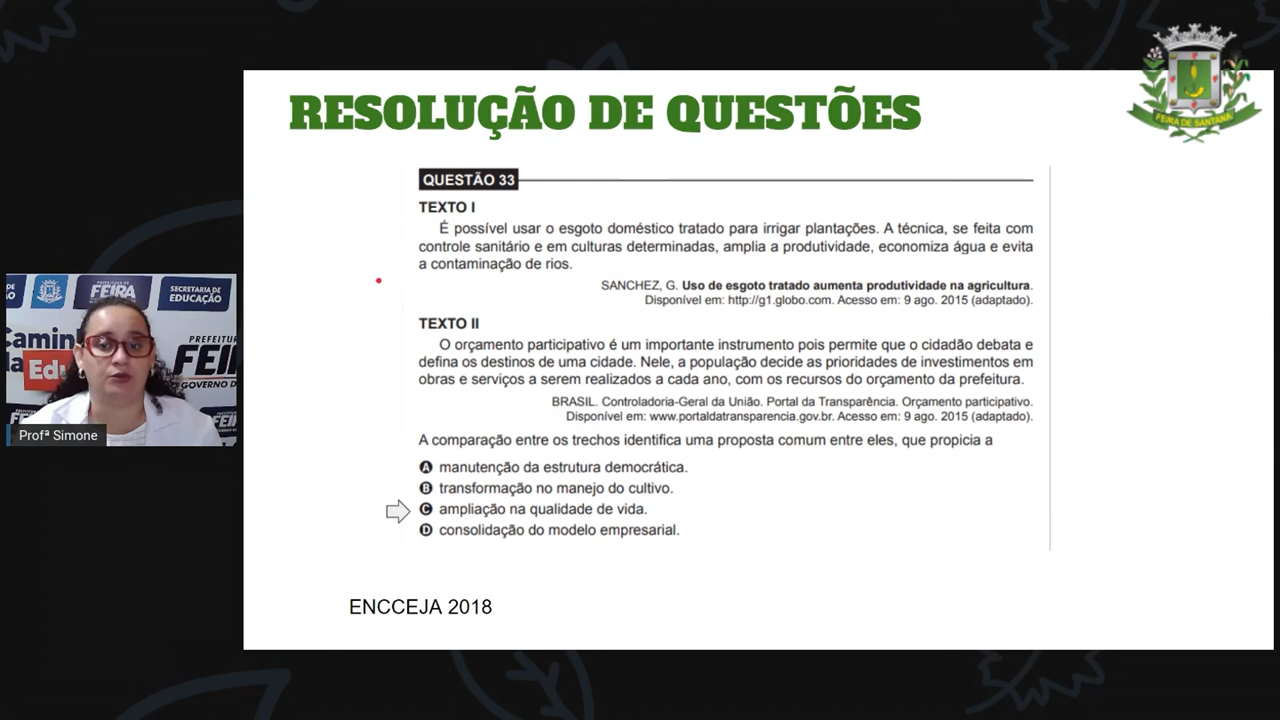 RESOLUÇÃO DE QUESTÕES
FEIRA DE SANTANA
QUESTÃO 33
TEXTO I
É possível usar o esgoto doméstico tratado para irrigar plantações. A técnica, se feita com
controle sanitário e em culturas determinadas, amplia a produtividade, economiza água e evita
a contaminação de rios.
SANCHEZ, G. Uso de esgoto tratado aumenta produtividade na agricultura.
Disponível em: http://g1.globo.com. Acesso em: 9 ago. 2015 (adaptado).
TEXTO II
O orçamento participativo é um importante instrumento pois permite que o cidadão debata e
defina os destinos de uma cidade. Nele, a população decide as prioridades de investimentos em
obras e serviços a serem realizados a cada ano, com os recursos do orçamento da prefeitura.
BRASIL. Controladoria-Geral da União. Portal da Transparência. Orçamento participativo.
Disponível em: www.portaldatransparencia.gov.br. Acesso em: 9 ago. 2015 (adaptado).
A comparação entre os trechos identifica uma proposta comum entre eles, que propicia a
A manutenção da estrutura democrática.
B transformação no manejo do cultivo.
C ampliação na qualidade de vida.
D consolidação do modelo empresarial.
ENCCEJA 2018
FEIRA
SECRETARIA DE
EDUCAÇÃO
Camin
da
Edu
PREFEITUR
FEI
GOVERNO D
Profª Simone